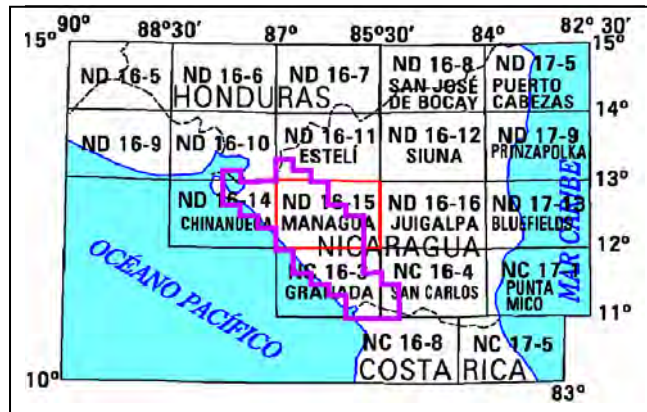 90°
88°30' 87° 85°30' 84° 82°30'
15° 15°
ND 16-5 ND 16-6 ND 16-7 ND 16-8 ND 17-5
SAN JOSÉ DE BOCAY
PUERTO CABEZAS
HONDURAS
14°
ND 16-9 ND 16-10 ND 16-11 ND 16-12 ND 17-9
ESTELÍ SIUNA PRINZAPOLKA
13° 13°
ND 16-14 ND 16-15 ND 16-16 ND 17-13
CHINANDEGA MANAGUA JUIGALPA BLUEFIELDS
NICARAGUA
12° 12°
NC 16-3 NC 16-4 NC 17-1
GRANADA SAN CARLOS PUNTA MICO
11° 11°
OCÉANO PACÍFICO
MAR CARIBE
NC 16-8 NC 17-5
COSTA RICA
10°
83°